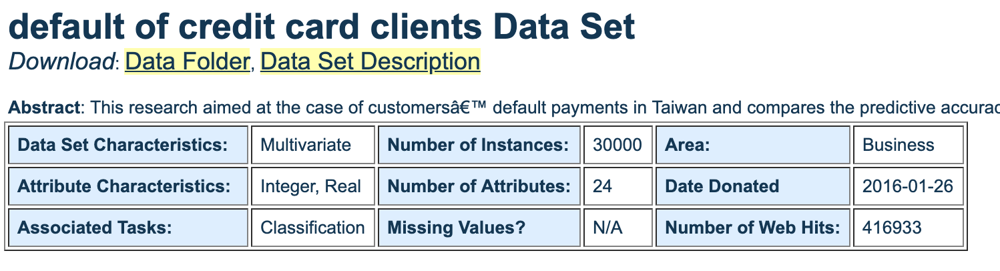 default of credit card clients Data Set
Download: Data Folder, Data Set Description
Abstract: This research aimed at the case of customersâ€™ default payments in Taiwan and compares the predictive
Data Set Characteristics: Multivariate Number of Instances: 30000 Area: Business
Attribute Characteristics: Integer, Real Number of Attributes: 24 Date Donated 2016-01-26
Associated Tasks: Classification Missing Values? N/A Number of Web Hits: 416933